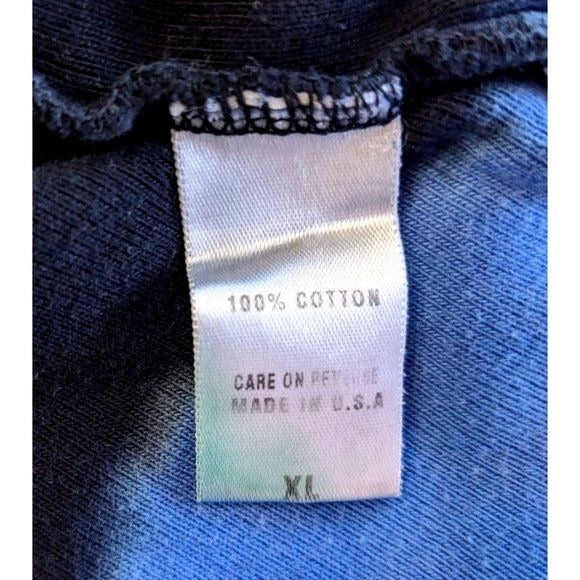 100% COTTON
CARE ON REVERSE
MADE IN U.S.A
XL